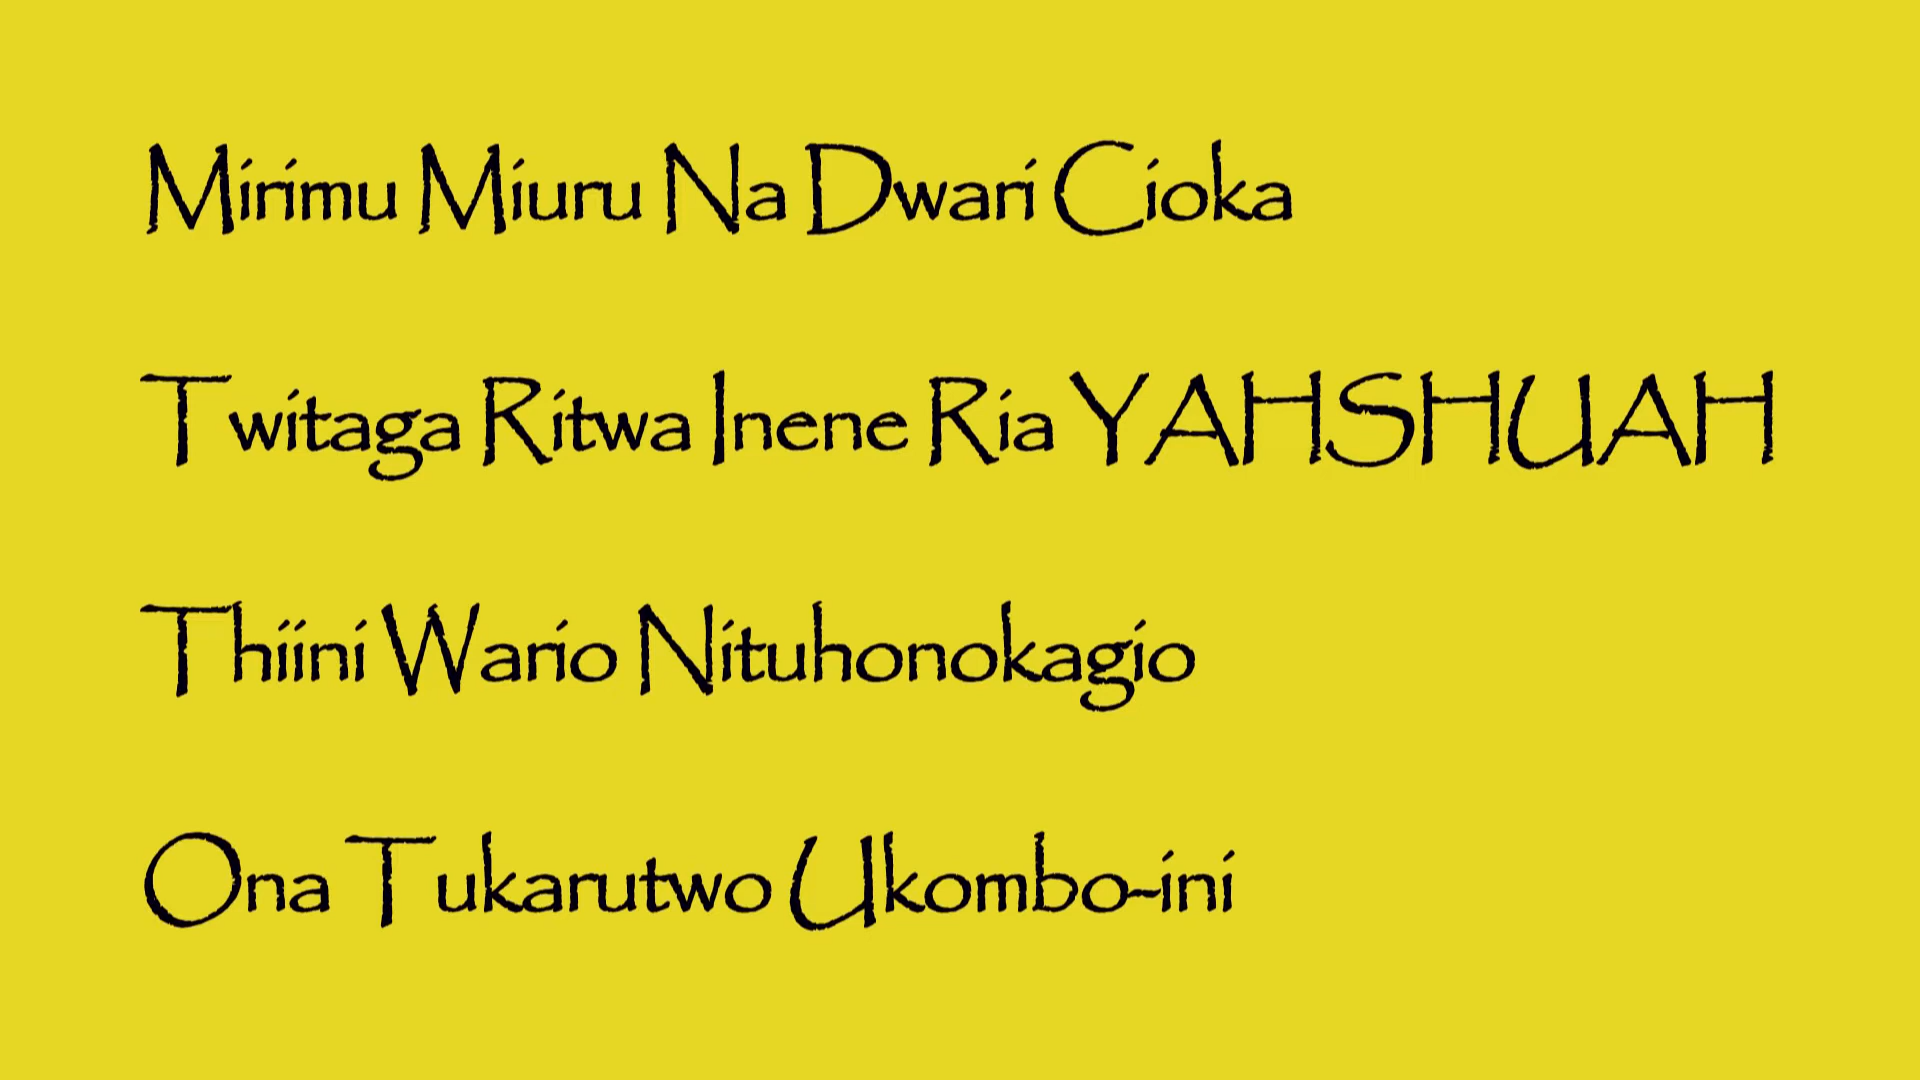 Mirimu Miuru Na Dwari Cioka
Twitaga Ritwa Inene Ria YAHSHUAH
Thiini Wario Nituhonokagio
Ona Tukarutwo Ukombo-ini